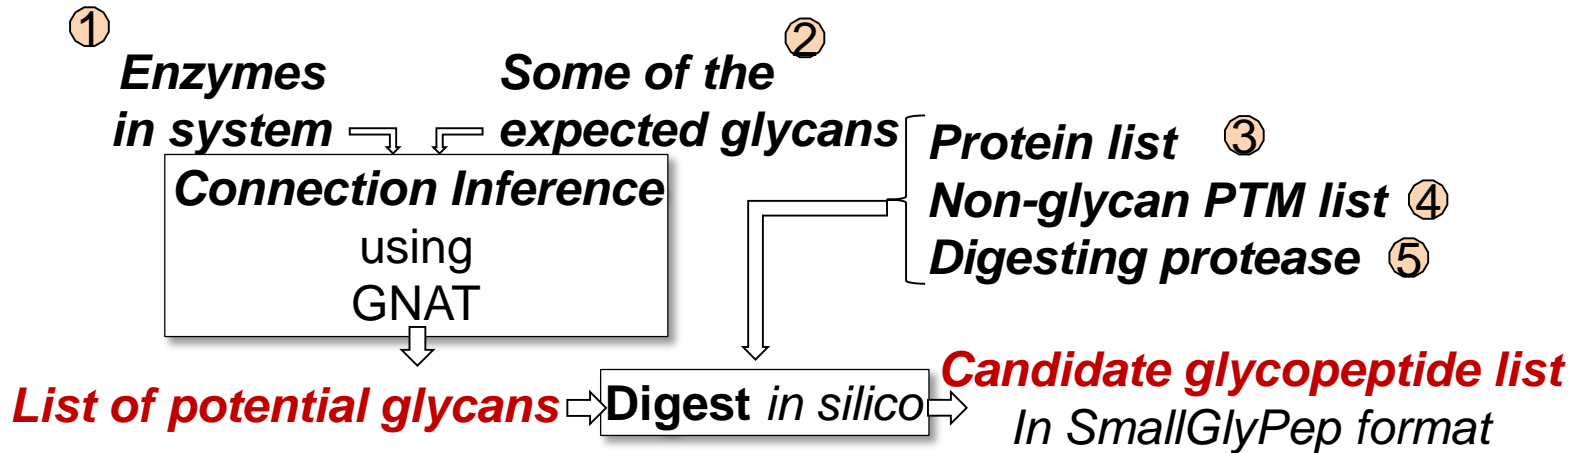 1
Enzymes
in system
2
Some of the
expected glycans
Connection Inference
using
GNAT
Protein list 3
Non-glycan PTM list 4
Digesting protease 5
List of potential glycans
Digest in silico
Candidate glycopeptide list
In SmallGlyPep format